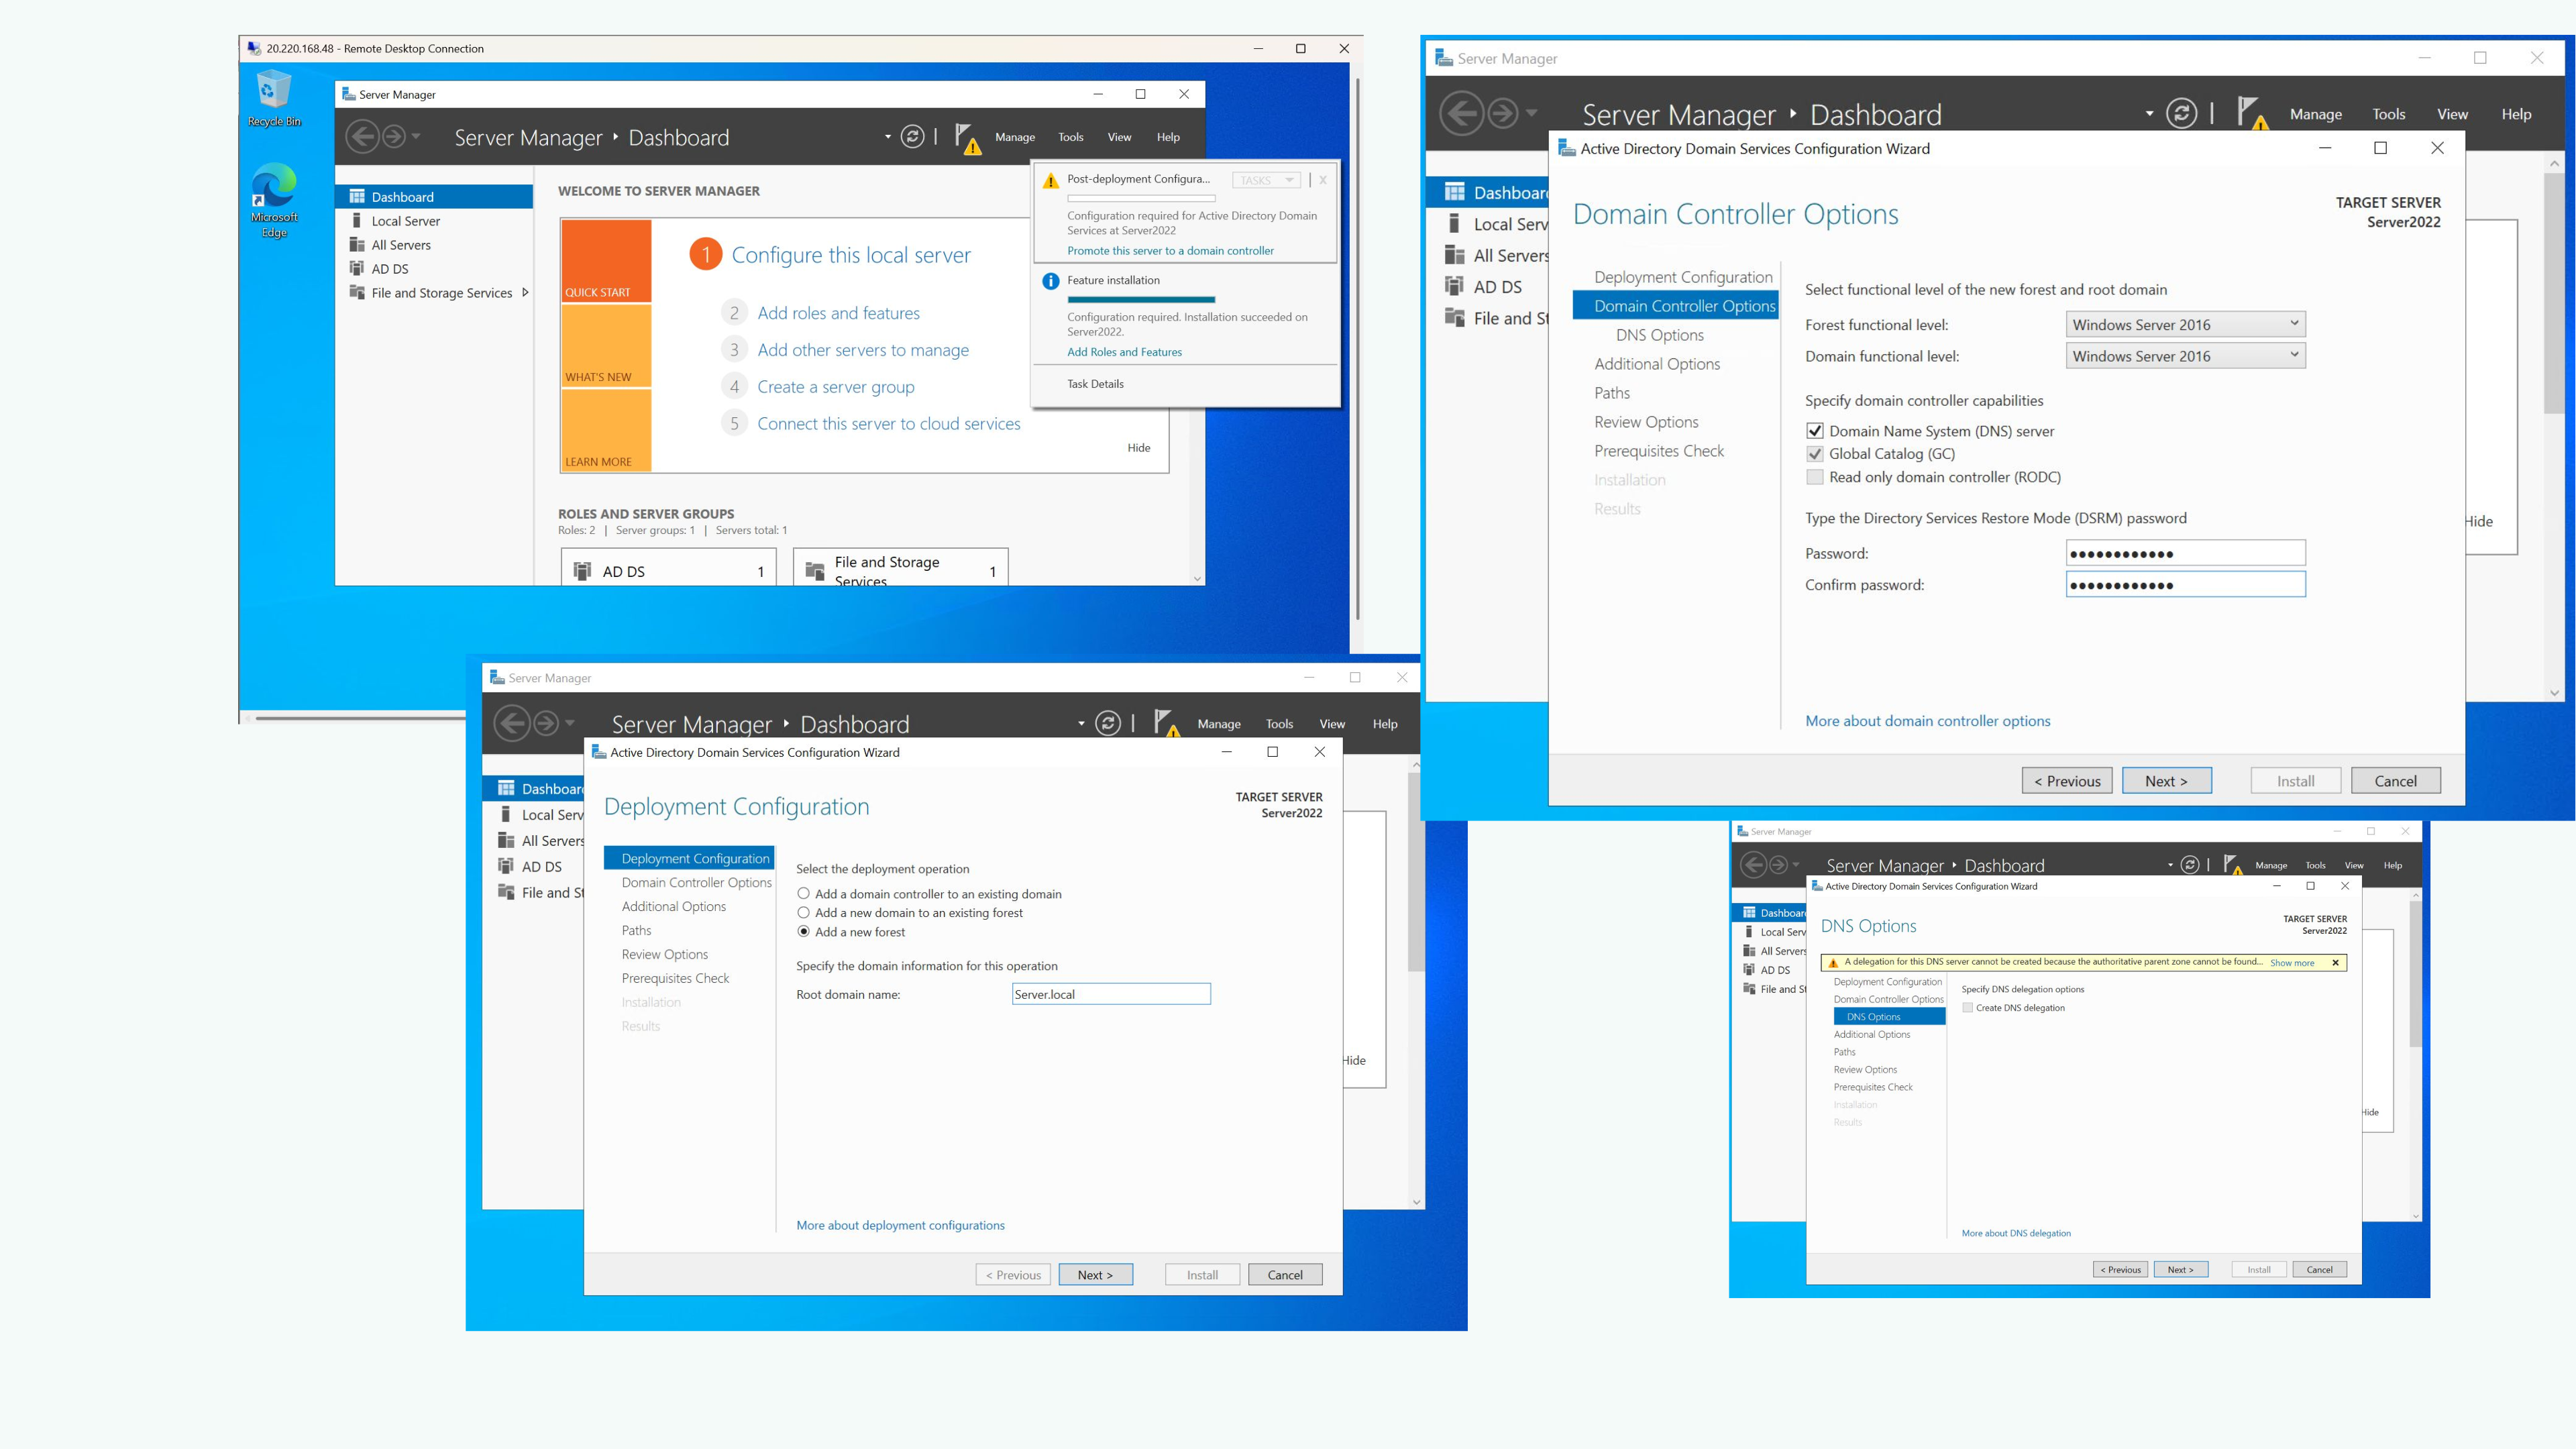 20.220.168.48 - Remote Desktop Connection
Recycle Bin
Microsoft
Edge
Server Manager
Server Manager Dashboard
Manage Tools View Help
Dashboard
Local Server
All Servers
AD DS
File and Storage Services
WELCOME TO SERVER MANAGER
QUICK START
WHAT'S NEW
LEARN MORE
1 Configure this local server
2 Add roles and features
3 Add other servers to manage
4 Create a server group
5 Connect this server to cloud services
Hide
ROLES AND SERVER GROUPS
Roles: 2 | Server groups: 1 | Servers total: 1
AD DS 1
File and Storage
Services
1
Post-deployment Configura... TASKS X
Configuration required for Active Directory Domain
Services at Server2022
Promote this server to a domain controller
Feature installation
Configuration required. Installation succeeded on
Server2022.
Add Roles and Features
Task Details
Server Manager
Server Manager Dashboard
Manage Tools View Help
Dashboar
Local Serv
All Servers
AD DS
File and St
Hide
Active Directory Domain Services Configuration Wizard
Domain Controller Options
TARGET SERVER
Server2022
Deployment Configuration
Domain Controller Options
DNS Options
Additional Options
Paths
Review Options
Prerequisites Check
Installation
Results
Select functional level of the new forest and root domain
Forest functional level: Windows Server 2016
Domain functional level: Windows Server 2016
Specify domain controller capabilities
Domain Name System (DNS) server
Global Catalog (GC)
Read only domain controller (RODC)
Type the Directory Services Restore Mode (DSRM) password
Password: ●●●●●●●●●●●●
Confirm password: ●●●●●●●●●●●●
More about domain controller options
< Previous Next > Install Cancel
Server Manager
Server Manager Dashboard
Manage Tools View Help
Dashboar
Local Serv
All Servers
AD DS
File and St
Hide
Active Directory Domain Services Configuration Wizard
Deployment Configuration
TARGET SERVER
Server2022
Deployment Configuration
Domain Controller Options
Additional Options
Paths
Review Options
Prerequisites Check
Installation
Results
Select the deployment operation
Add a domain controller to an existing domain
Add a new domain to an existing forest
Add a new forest
Specify the domain information for this operation
Root domain name: Server.local
More about deployment configurations
< Previous Next > Install Cancel
Server Manager
Server Manager Dashboard
Manage Tools View Help
Dashboar
Local Serv
All Servers
AD DS
File and St
Hide
Active Directory Domain Services Configuration Wizard
DNS Options
TARGET SERVER
Server2022
A delegation for this DNS server cannot be created because the authoritative parent zone cannot be found... Show more
Deployment Configuration
Domain Controller Options
DNS Options
Additional Options
Paths
Review Options
Prerequisites Check
Installation
Results
Specify DNS delegation options
Create DNS delegation
More about DNS delegation
< Previous Next > Install Cancel